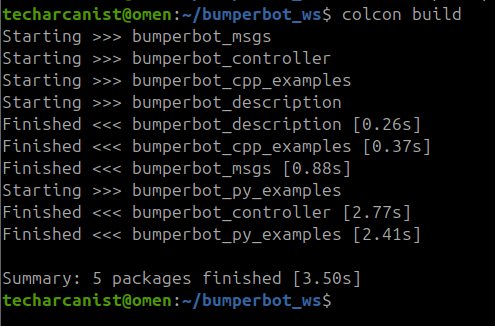 techarcanist@omen:~/bumperbot_ws$ colcon build
Starting >>> bumperbot_msgs
Starting >>> bumperbot_controller
Starting >>> bumperbot_cpp_examples
Starting >>> bumperbot_description
Finished <<< bumperbot_description [0.26s]
Finished <<< bumperbot_cpp_examples [0.37s]
Finished <<< bumperbot_msgs [0.88s]
Starting >>> bumperbot_py_examples
Finished <<< bumperbot_controller [2.77s]
Finished <<< bumperbot_py_examples [2.41s]
Summary: 5 packages finished [3.50s]
techarcanist@omen:~/bumperbot_ws$